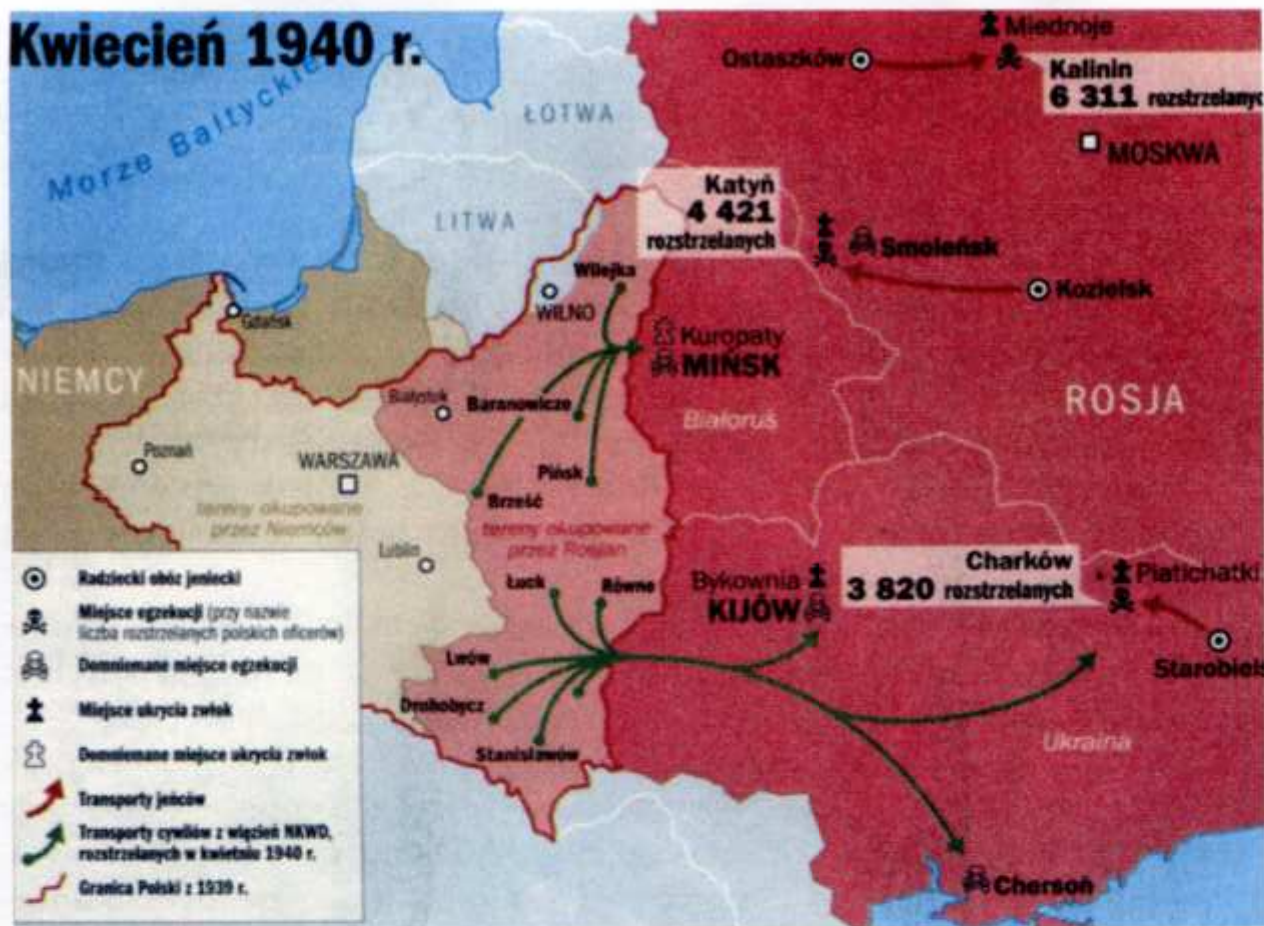 Kwiecień 1940 r.
Morze Bałtyckie
ŁOTWA
LITWA
Ostaszków
Miednoje
Kalinin
6 311 rozstrzelanyc
MOSKWA
Katyń
4 421
rozstrzelanych
Smoleńsk
Kozielsk
Wilejka
WILNO
Gdańsk
Kuropaty
MIŃSK
NIEMCY
Białystok
Baranowicze
Białoruś
ROSJA
Poznań
WARSZAWA
Pińsk
Brześć
tereny okupowane
przez Niemców
tereny okupowane
przez Rosjan
Lublin
Łuck
Równo
Bykownia
KIJÓW
Charków
3 820 rozstrzelanych
Piatichatki
Starobiels
Lwów
Drohobycz
Stanisławów
Ukraina
Chersoń
Radziecki obóz jeniecki
Miejsce egzekucji (przy nazwie
liczba rozstrzelanych polskich oficerów)
Domniemane miejsce egzekucji
Miejsce ukrycia zwłok
Domniemane miejsce ukrycia zwłok
Transporty jeńców
Transporty cywilów z więzień NKWD,
rozstrzelanych w kwietniu 1940 r.
Granica Polski z 1939 r.